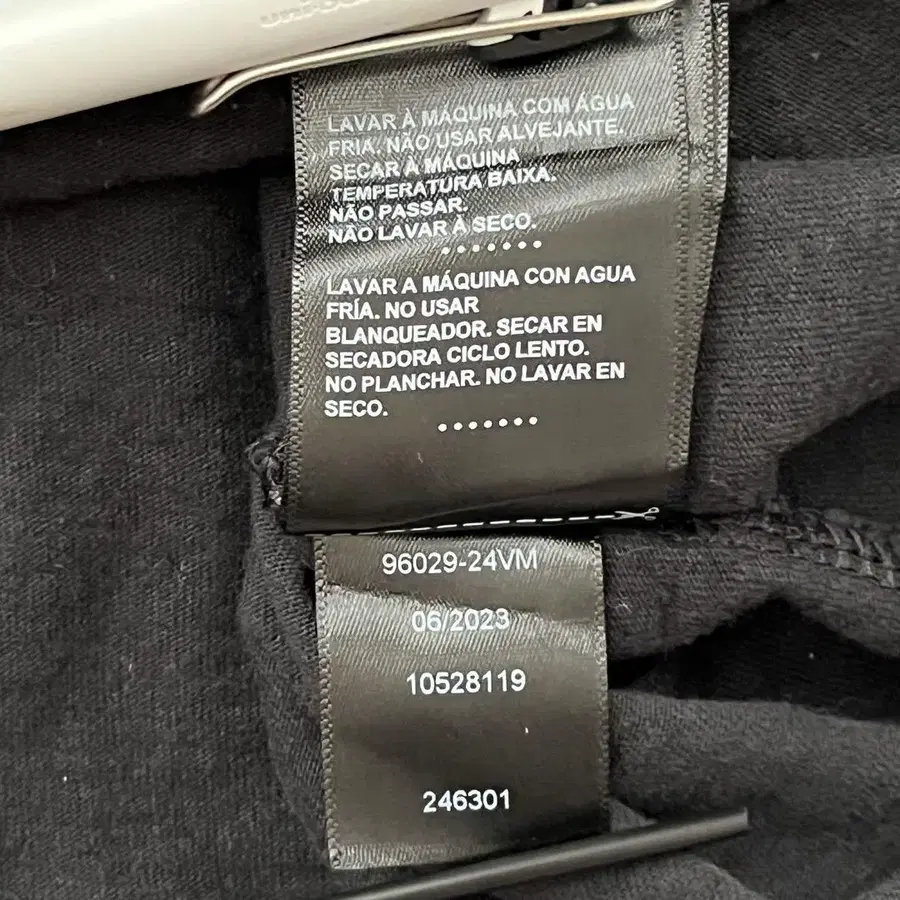 LAVAR À MÁQUINA COM ÁGUA
FRIA. NÃO USAR ALVEJANTE.
SECAR À MÁQUINA
TEMPERATURA BAIXA.
NÃO PASSAR.
NÃO LAVAR À SECO.
LAVAR A MÁQUINA CON AGUA
FRÍA. NO USAR
BLANQUEADOR. SECAR EN
SECADORA CICLO LENTO.
NO PLANCHAR. NO LAVAR EN
SECO.
96029-24VM
06/2023
10528119
246301